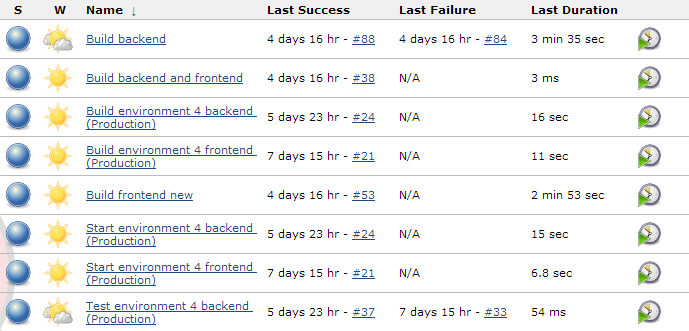 S W Name ↓ Last Success Last Failure Last Duration
Build backend 4 days 16 hr - #88 4 days 16 hr - #84 3 min 35 sec
Build backend and frontend 4 days 16 hr - #38 N/A 3 ms
Build environment 4 backend (Production) 5 days 23 hr - #24 N/A 16 sec
Build environment 4 frontend (Production) 7 days 15 hr - #21 N/A 11 sec
Build frontend new 4 days 16 hr - #53 N/A 2 min 53 sec
Start environment 4 backend (Production) 5 days 23 hr - #24 N/A 15 sec
Start environment 4 frontend (Production) 7 days 15 hr - #21 N/A 6.8 sec
Test environment 4 backend (Production) 5 days 23 hr - #37 7 days 15 hr - #33 54 ms